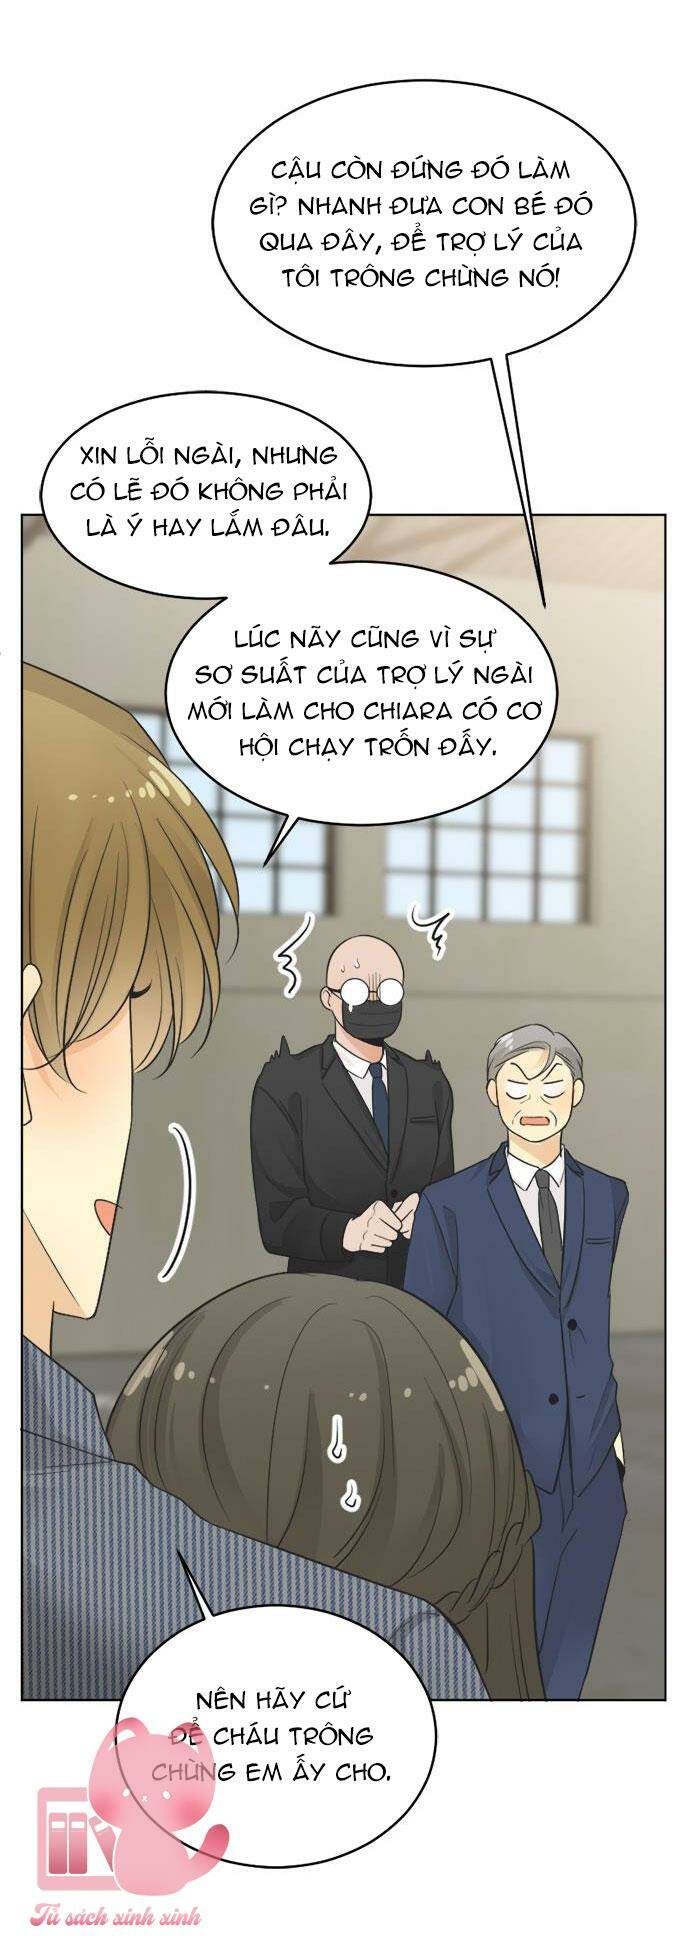 CẬU CÒN ĐỨNG ĐÓ LÀM
GÌ? NHANH ĐƯA CON BÉ ĐÓ
QUA ĐÂY, ĐỂ TRỢ LÝ CỦA
TÔI TRÔNG CHỪNG NÓ!
XIN LỖI NGÀI, NHƯNG
CÓ LẼ ĐÓ KHÔNG PHẢI
LÀ Ý HAY LẮM ĐÂU.
LÚC NÃY CŨNG VÌ SỰ
SƠ SUẤT CỦA TRỢ LÝ NGÀI
MỚI LÀM CHO CHIARA CÓ CƠ
HỘI CHẠY TRỐN ĐẤY.
NÊN HÃY CỨ
ĐỂ CHÁU TRÔNG
CHỪNG EM ẤY CHO.
Tủ sách xinh xinh